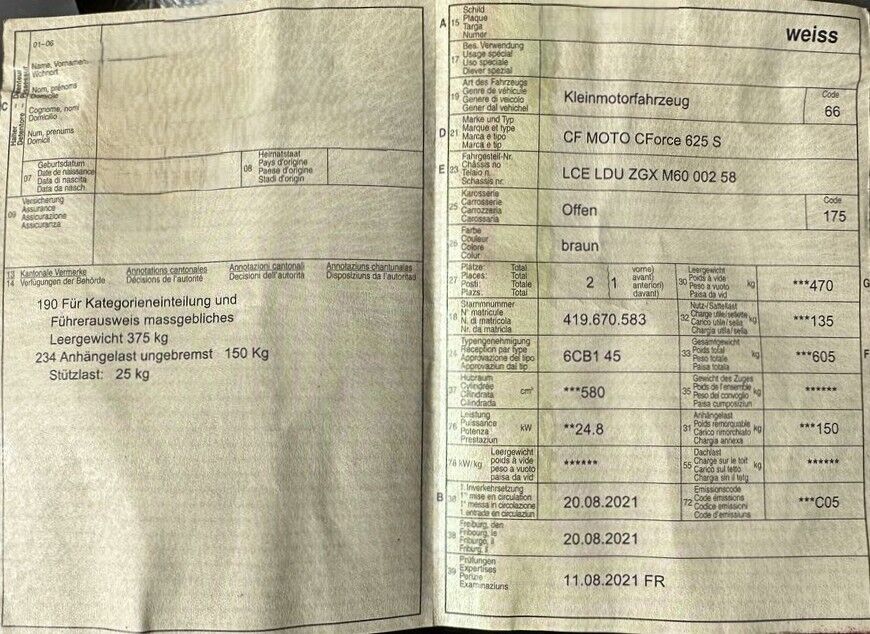 01-06
C
Halter
Détenteur
Detentore
Possessur
Name, Vornamen
Wohnort
Nom, prénoms
Domicile
Cognome, nomi
Domicilio
Num, prenums
Domicil
07
Geburtsdatum
Date de naissance
Data di nascita
Data da nasch.
08
Heimatstaat
Pays d'origine
Paese d'origine
Stadi d'origin
09
Versicherung
Assurance
Assicurazione
Assicuranza
13 Kantonale Vermerke Annotations cantonales Annotazioni cantonali Annotaziuns chantunalas
14 Verfügungen der Behörde Décisions de l'autorité Decisioni dell'autorità Disposiziuns da l'autoritad
190 Für Kategorieneinteilung und
Führerausweis massgebliches
Leergewicht 375 kg
234 Anhängelast ungebremst 150 Kg
Stützlast: 25 kg
A 15
Schild
Plaque
Targa
Numer
weiss
17
Bes. Verwendung
Usage spécial
Uso speciale
Diever spezial
19
Art des Fahrzeugs
Genre de véhicule
Genere di veicolo
Gener dal vehichel
Kleinmotorfahrzeug
Code
66
D 21
Marke und Typ
Marque et type
Marca e tipo
Marca e tip
CF MOTO CForce 625 S
E 23
Fahrgestell-Nr.
Châssis no
Telaio n.
Schassis nr.
LCE LDU ZGX M60 002 58
25
Karosserie
Carrosserie
Carrozzeria
Carossaria
Offen
Code
175
26
Farbe
Couleur
Colore
Colur
braun
27
Plätze: Total
Places: Total
Posti: Totale
Plazs: Total
2 1
vorne)
avant)
anteriori)
davant)
30
Leergewicht
Poids à vide
Peso a vuoto kg
Paisa da vid
***470
G
18
Stammnummer
N° matricule
N. di matricola
Nr. da matricla
419.670.583
32
Nutz-/Sattellast
Charge utile/sellette
Carico utile/sella kg
Chargia utila/sella
***135
24
Typengenehmigung
Réception par type
Approvazione del tipo
Approvaziun dal tip
6CB1 45
33
Gesamtgewicht
Poids total
Peso totale kg
Paisa totala
***605
F
37
Hubraum
Cylindrée
Cilindrata cm³
Cilindrada
***580
35
Gewicht des Zuges
Poids de l'ensemble
Peso del convoglio kg
Paisa cumposiziun
******
76
Leistung
Puissance
Potenza kW
Prestaziun
**24.8
31
Anhängelast
Poids remorquable
Carico rimorchiato kg
Chargia annexa
***150
78 kW/kg
Leergewicht
poids à vide
peso a vuoto
paisa da vid
******
55
Dachlast
Charge sur le toit
Carico sul tetto kg
Chargia sin il tetg
******
B 36
1. Inverkehrsetzung
1re mise en circulation
1a messa in circolazione
1. entrada en circulaziun
20.08.2021
72
Emissionscode
Code émissions
Codice emissioni
Code d'emissiuns
***C05
38
Freiburg, den
Fribourg, le
Friburgo, il
Friburg, ils
20.08.2021
39
Prüfungen
Expertises
Perizie
Examinaziuns
11.08.2021 FR